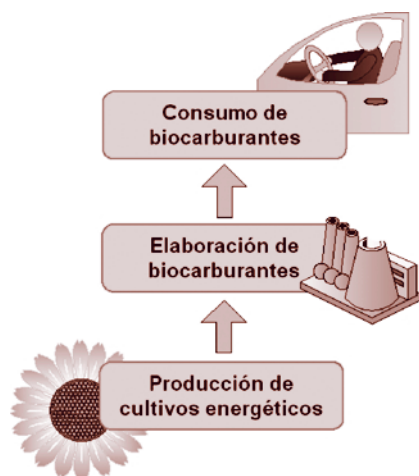 Consumo de
biocarburantes
Elaboración de
biocarburantes
Producción de
cultivos energéticos